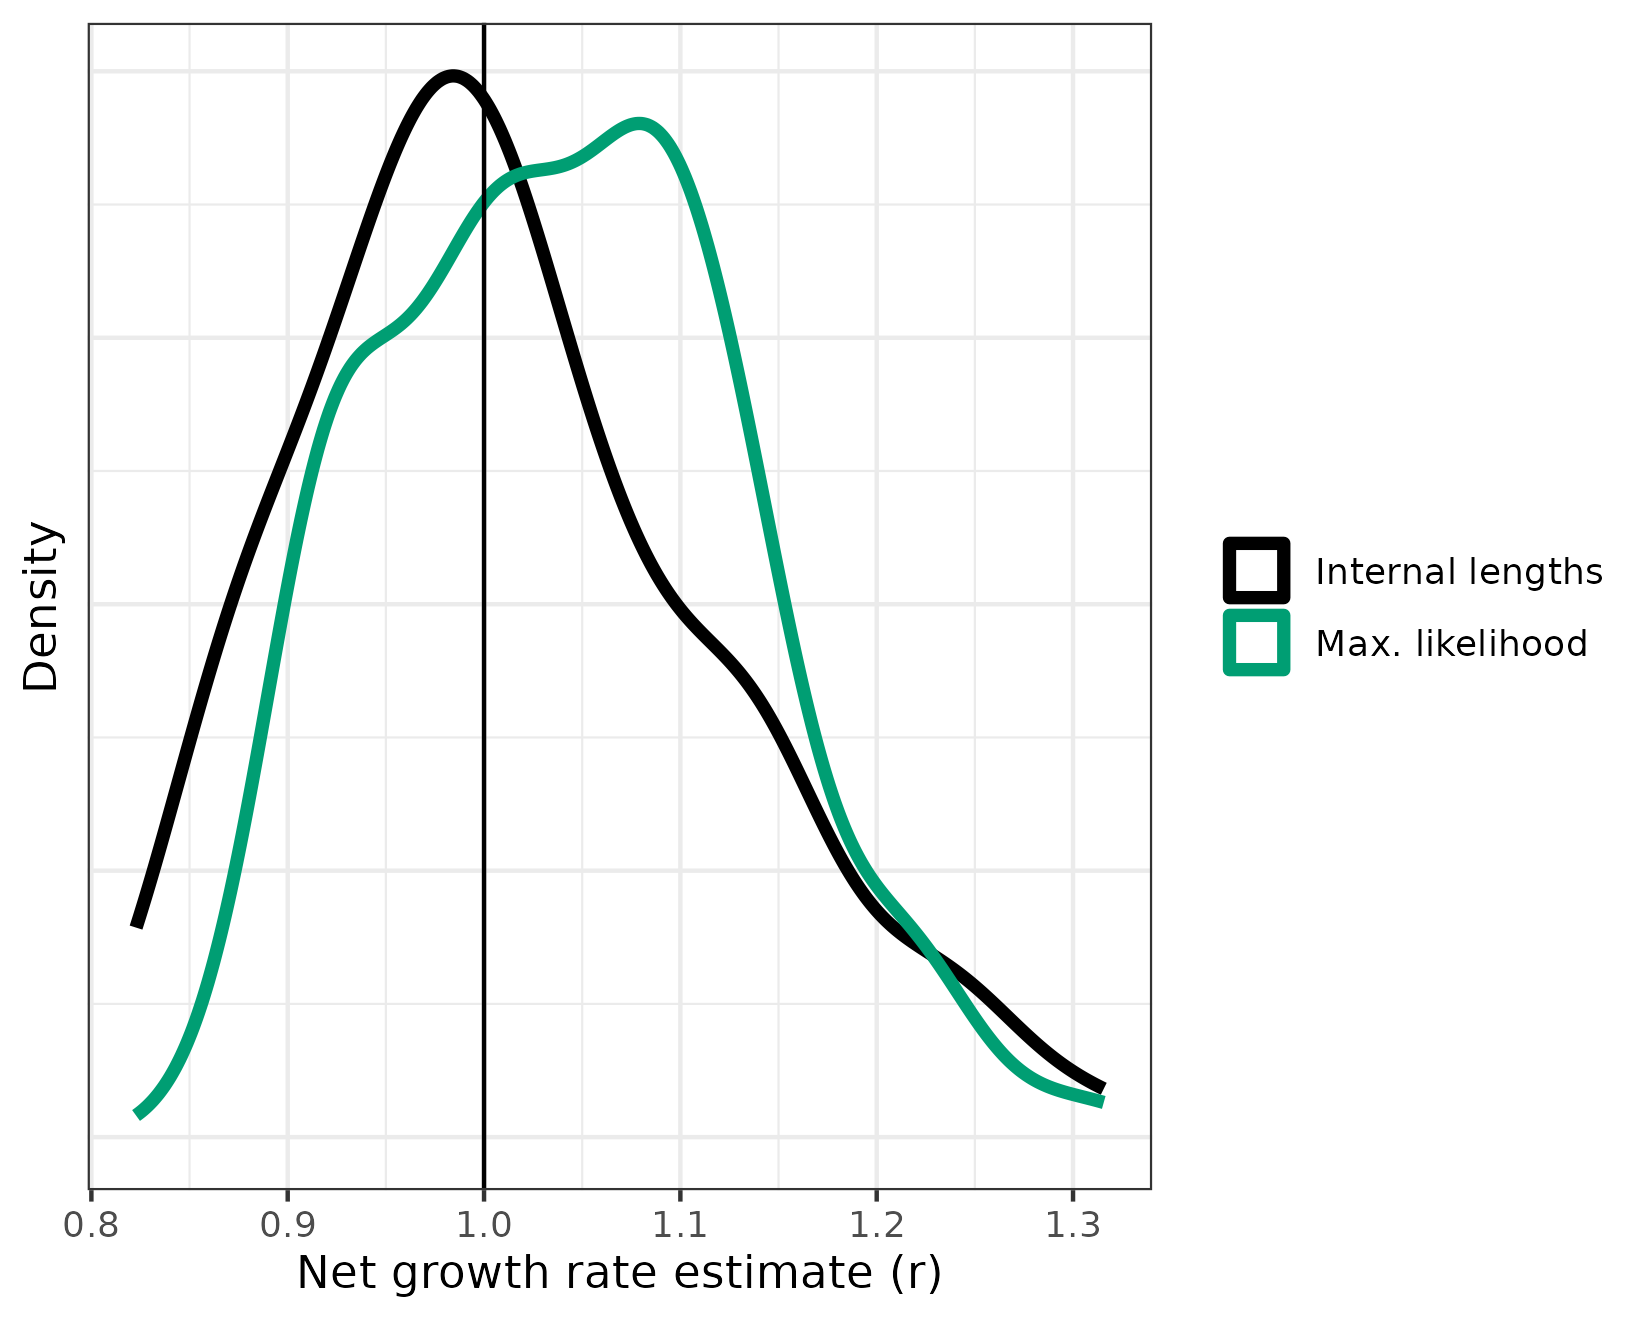 Density
0.8 0.9 1.0 1.1 1.2 1.3
Net growth rate estimate (r)
Internal lengths
Max. likelihood